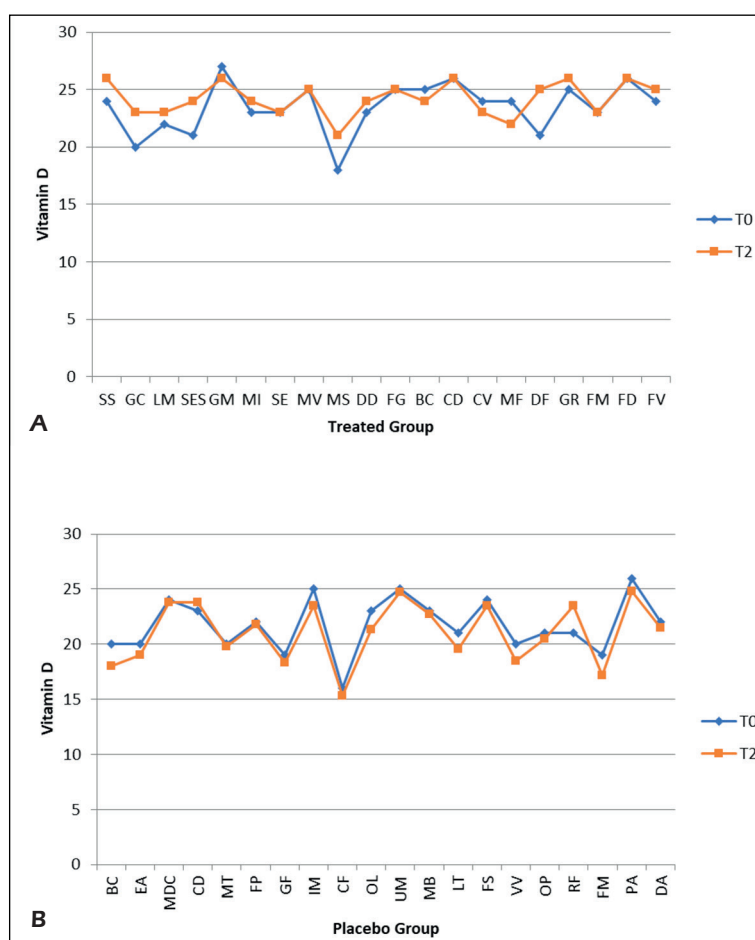 30
25
20
15
10
5
0
Vitamin D
SS GC LM SES GM MI SE MV MS DD FG BC CD CV MF DF GR FM FD FV
Treated Group
T0
T2
A
30
25
20
15
10
5
0
Vitamin D
BC EA MDC CD MT FP GF IM CF OL UM MB LT FS VV OP RF FM PA DA
Placebo Group
T0
T2
B